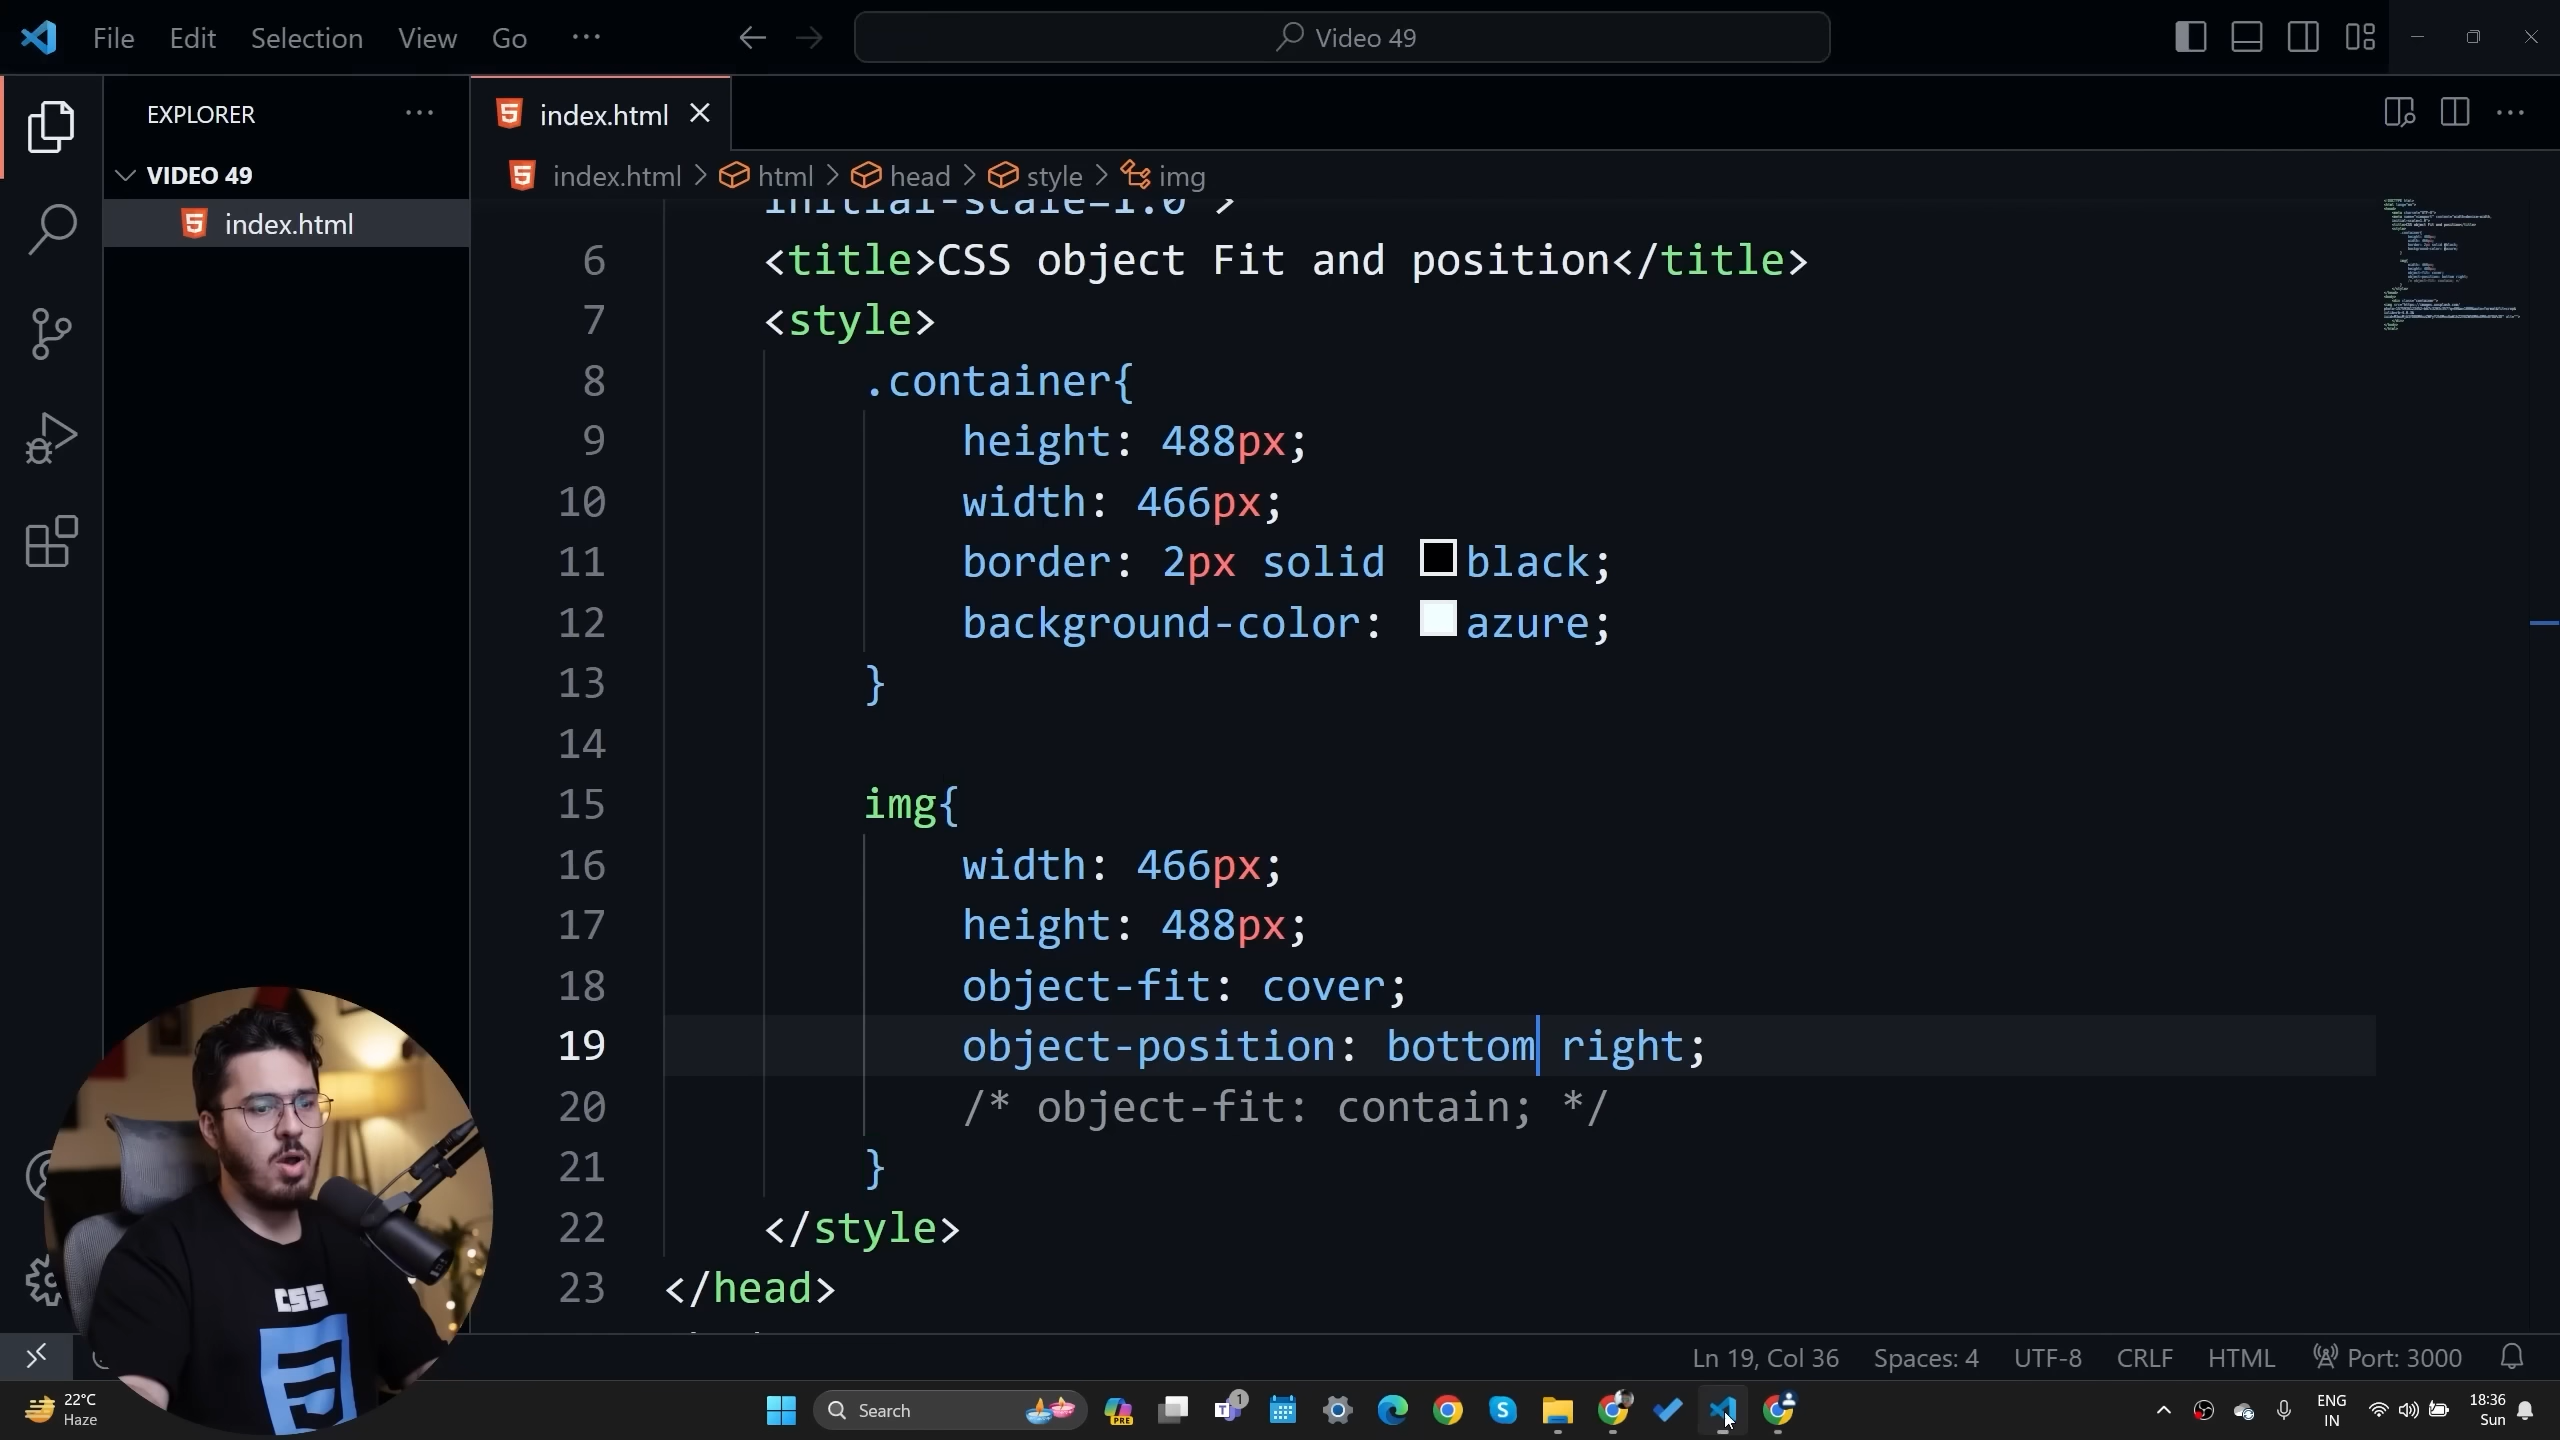 File Edit Selection View Go ···
Video 49
EXPLORER ···
index.html
VIDEO 49
index.html
index.html > html > head > style > img
initial-scale=1.0">
6 <title>CSS object Fit and position</title>
7 <style>
8 .container{
9 height: 488px;
10 width: 466px;
11 border: 2px solid black;
12 background-color: azure;
13 }
14
15 img{
16 width: 466px;
17 height: 488px;
18 object-fit: cover;
19 object-position: bottom right;
20 /* object-fit: contain; */
21 }
22 </style>
23 </head>
CSS
Ln 19, Col 36 Spaces: 4 UTF-8 CRLF HTML Port: 3000
22°C
Haze
Search
PRE
1
ENG
IN
18:36
Sun